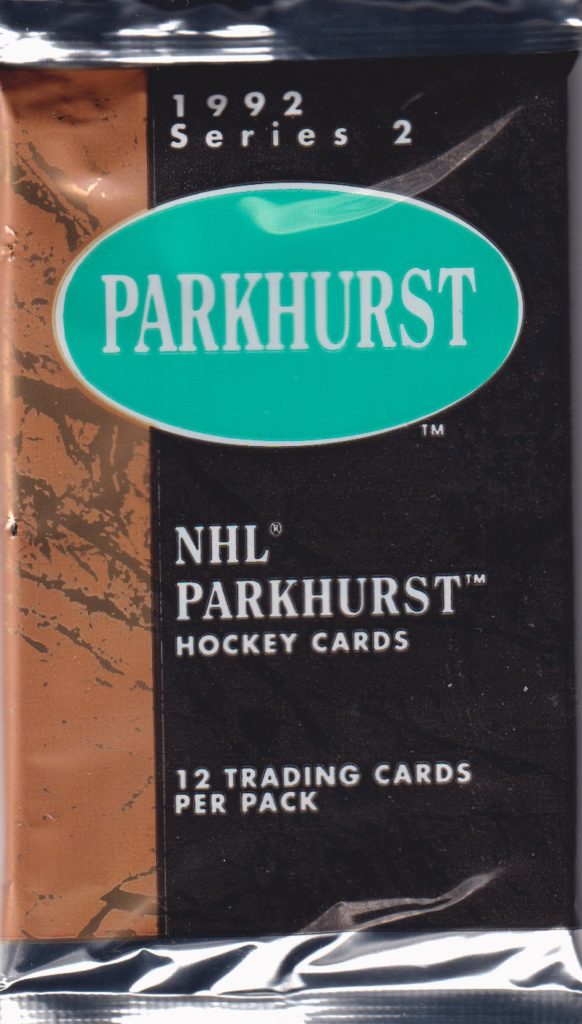 1992
Series 2
PARKHURST
™
NHL®
PARKHURST™
HOCKEY CARDS
12 TRADING CARDS
PER PACK